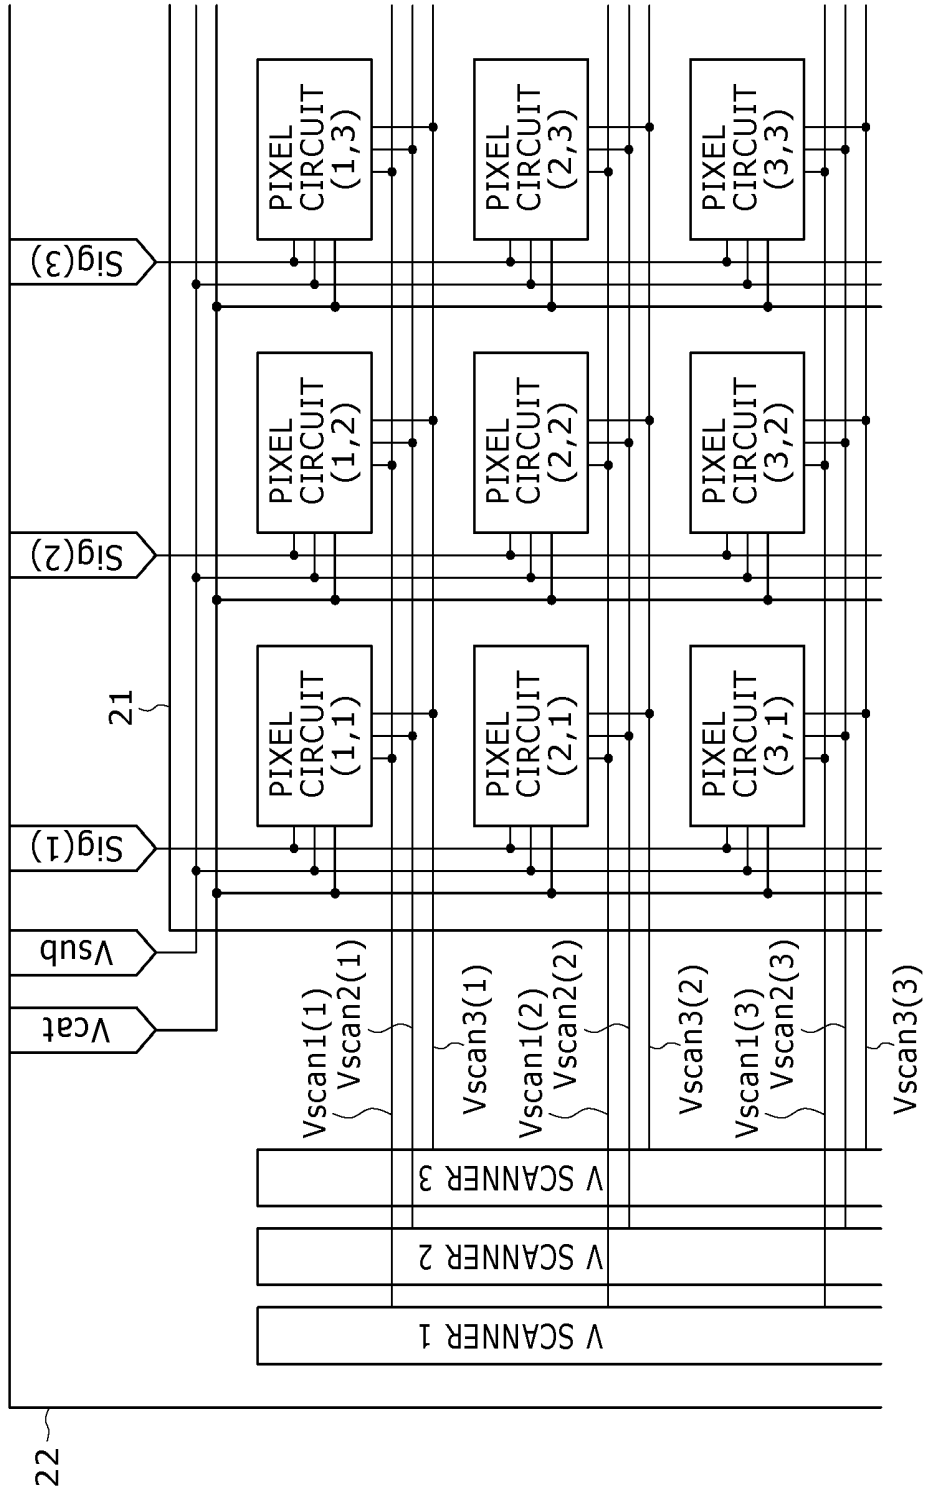 22
21
Vcat
Vsub
Sig(1)
Sig(2)
Sig(3)
V SCANNER 1
V SCANNER 2
V SCANNER 3
Vscan1(1)
Vscan2(1)
Vscan3(1)
PIXEL
CIRCUIT
(1,1)
PIXEL
CIRCUIT
(1,2)
PIXEL
CIRCUIT
(1,3)
Vscan1(2)
Vscan2(2)
Vscan3(2)
PIXEL
CIRCUIT
(2,1)
PIXEL
CIRCUIT
(2,2)
PIXEL
CIRCUIT
(2,3)
Vscan1(3)
Vscan2(3)
Vscan3(3)
PIXEL
CIRCUIT
(3,1)
PIXEL
CIRCUIT
(3,2)
PIXEL
CIRCUIT
(3,3)